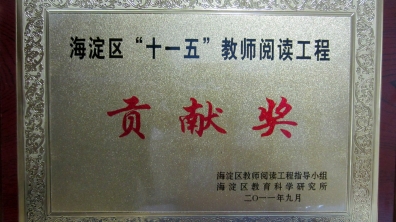 海淀区“十一五”教师阅读工程
贡献奖
海淀区教师阅读工程指导小组
海淀区教育科学研究所
二〇一一年九月